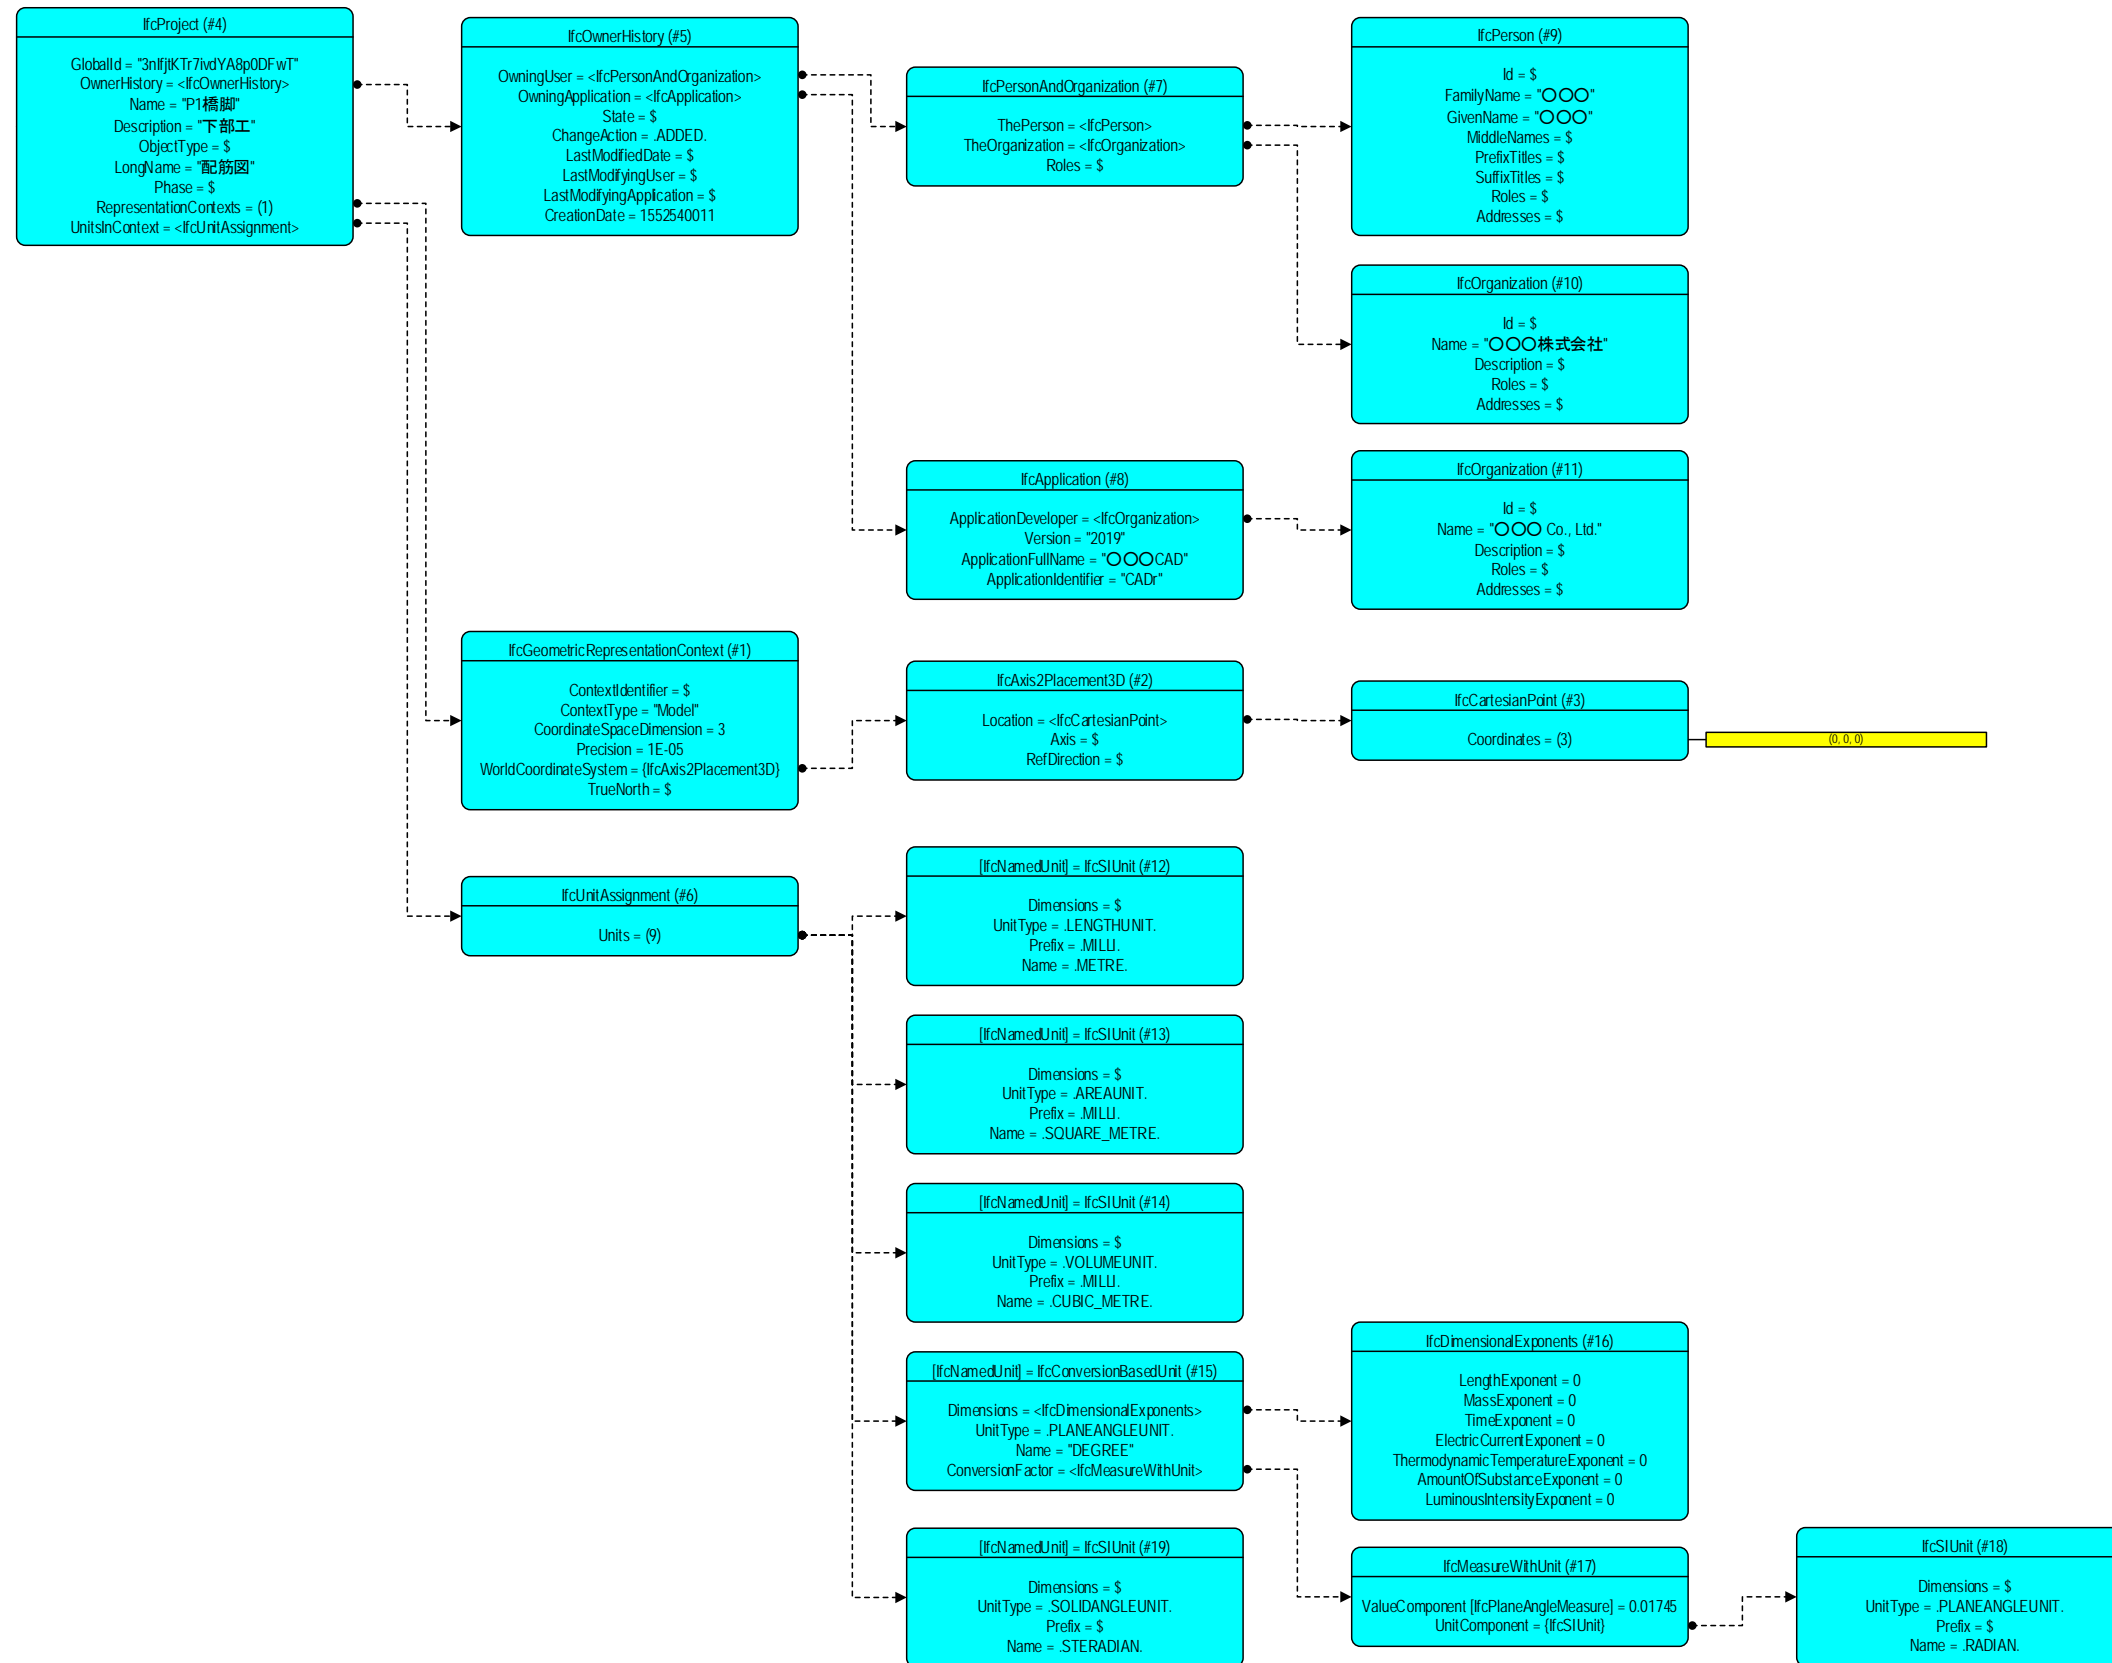 IfcProject (#4)
GlobalId = "3nIfjtKTr7ivdYA8p0DFwT"
OwnerHistory = <IfcOwnerHistory>
Name = "P1橋脚"
Description = "下部工"
ObjectType = $
LongName = "配筋図"
Phase = $
RepresentationContexts = (1)
UnitsInContext = <IfcUnitAssignment>
IfcOwnerHistory (#5)
OwningUser = <IfcPersonAndOrganization>
OwningApplication = <IfcApplication>
State = $
ChangeAction = .ADDED.
LastModifiedDate = $
LastModifyingUser = $
LastModifyingApplication = $
CreationDate = 1552540011
IfcPersonAndOrganization (#7)
ThePerson = <IfcPerson>
TheOrganization = <IfcOrganization>
Roles = $
IfcPerson (#9)
Id = $
FamilyName = "〇〇〇"
GivenName = "〇〇〇"
MiddleNames = $
PrefixTitles = $
SuffixTitles = $
Roles = $
Addresses = $
IfcOrganization (#10)
Id = $
Name = "〇〇〇株式会社"
Description = $
Roles = $
Addresses = $
IfcApplication (#8)
ApplicationDeveloper = <IfcOrganization>
Version = "2019"
ApplicationFullName = "〇〇〇CAD"
ApplicationIdentifier = "CADr"
IfcOrganization (#11)
Id = $
Name = "〇〇〇 Co., Ltd."
Description = $
Roles = $
Addresses = $
IfcGeometricRepresentationContext (#1)
ContextIdentifier = $
ContextType = "Model"
CoordinateSpaceDimension = 3
Precision = 1E-05
WorldCoordinateSystem = {IfcAxis2Placement3D}
TrueNorth = $
IfcAxis2Placement3D (#2)
Location = <IfcCartesianPoint>
Axis = $
RefDirection = $
IfcCartesianPoint (#3)
Coordinates = (3)
(0, 0, 0)
IfcUnitAssignment (#6)
Units = (9)
[IfcNamedUnit] = IfcSIUnit (#12)
Dimensions = $
UnitType = .LENGTHUNIT.
Prefix = .MILLI.
Name = .METRE.
[IfcNamedUnit] = IfcSIUnit (#13)
Dimensions = $
UnitType = .AREAUNIT.
Prefix = .MILLI.
Name = .SQUARE_METRE.
[IfcNamedUnit] = IfcSIUnit (#14)
Dimensions = $
UnitType = .VOLUMEUNIT.
Prefix = .MILLI.
Name = .CUBIC_METRE.
[IfcNamedUnit] = IfcConversionBasedUnit (#15)
Dimensions = <IfcDimensionalExponents>
UnitType = .PLANEANGLEUNIT.
Name = "DEGREE"
ConversionFactor = <IfcMeasureWithUnit>
IfcDimensionalExponents (#16)
LengthExponent = 0
MassExponent = 0
TimeExponent = 0
ElectricCurrentExponent = 0
ThermodynamicTemperatureExponent = 0
AmountOfSubstanceExponent = 0
LuminousIntensityExponent = 0
[IfcNamedUnit] = IfcSIUnit (#19)
Dimensions = $
UnitType = .SOLIDANGLEUNIT.
Prefix = $
Name = .STERADIAN.
IfcMeasureWithUnit (#17)
ValueComponent [IfcPlaneAngleMeasure] = 0.01745
UnitComponent = {IfcSIUnit}
IfcSIUnit (#18)
Dimensions = $
UnitType = .PLANEANGLEUNIT.
Prefix = $
Name = .RADIAN.